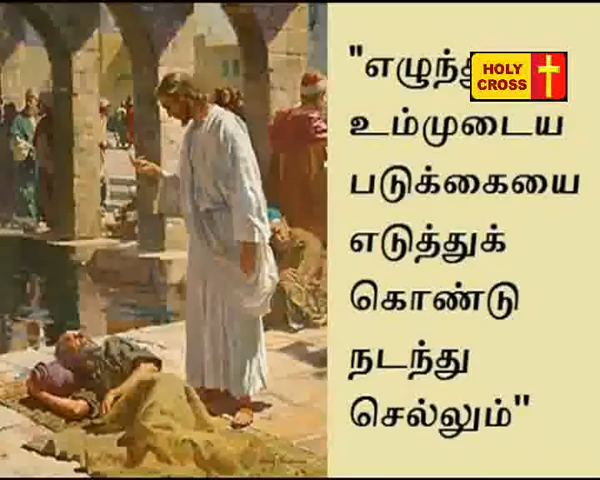 HOLY
CROSS
உம்முடைய
படுக்கையை
எடுத்துக்
கொண்டு
நடந்து
செல்லும்"